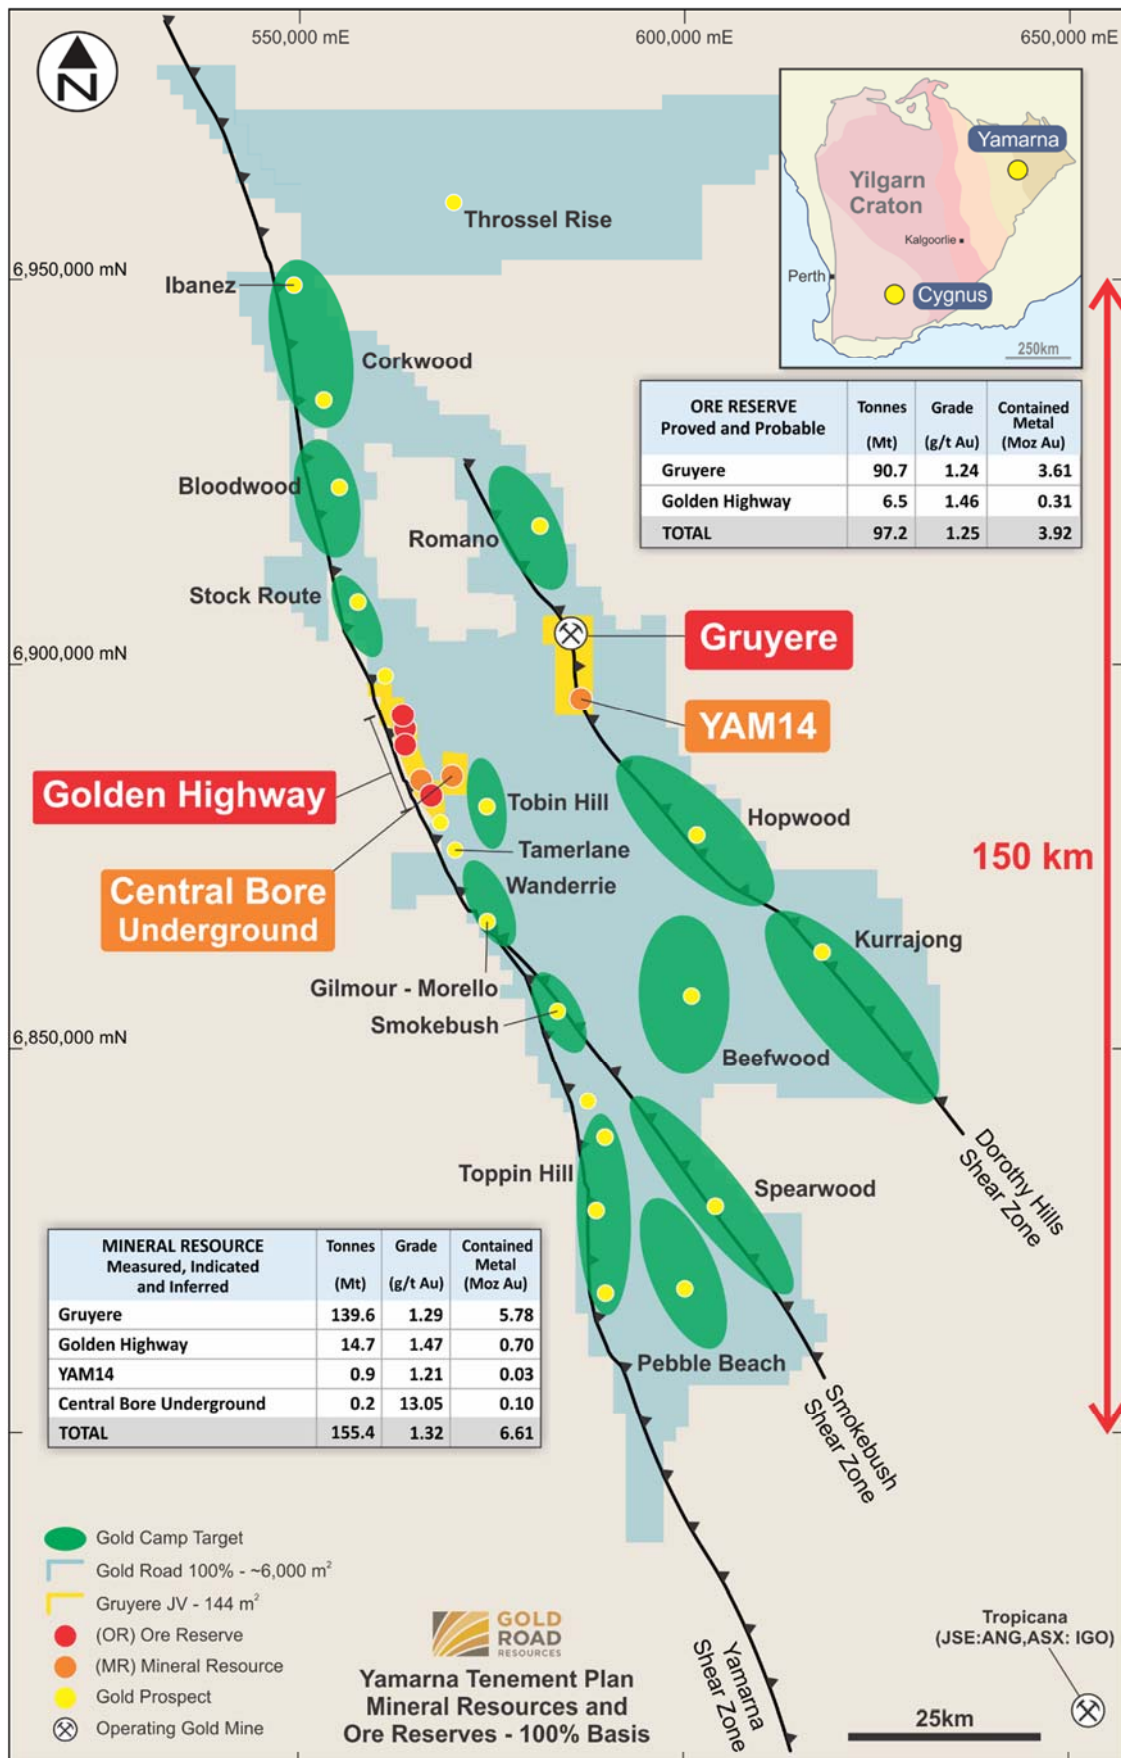 550,000 mE
600,000 mE
650,000 mE
N
Yamarna
Yilgarn
Craton
Kalgoorlie
Perth
Cygnus
250km
Throssel Rise
6,950,000 mN
Ibanez
Corkwood
ORE RESERVE
Proved and Probable
Tonnes
(Mt)
Grade
(g/t Au)
Contained
Metal
(Moz Au)
Gruyere 90.7 1.24 3.61
Golden Highway 6.5 1.46 0.31
TOTAL 97.2 1.25 3.92
Bloodwood
Romano
Stock Route
Gruyere
6,900,000 mN
YAM14
Golden Highway
Tobin Hill
Hopwood
Tamerlane
150 km
Central Bore
Underground
Wanderrie
Kurrajong
Gilmour - Morello
Smokebush
6,850,000 mN
Beefwood
Dorothy Hills
Shear Zone
Toppin Hill
Spearwood
MINERAL RESOURCE
Measured, Indicated
and Inferred
Tonnes
(Mt)
Grade
(g/t Au)
Contained
Metal
(Moz Au)
Gruyere 139.6 1.29 5.78
Golden Highway 14.7 1.47 0.70
YAM14 0.9 1.21 0.03
Central Bore Underground 0.2 13.05 0.10
TOTAL 155.4 1.32 6.61
Pebble Beach
Smokebush
Shear Zone
Gold Camp Target
Gold Road 100% - ~6,000 m²
Gruyere JV - 144 m²
(OR) Ore Reserve
(MR) Mineral Resource
Gold Prospect
Operating Gold Mine
GOLD
ROAD
RESOURCES
Yamarna Tenement Plan
Mineral Resources and
Ore Reserves - 100% Basis
Yamarna
Shear Zone
Tropicana
(JSE:ANG,ASX: IGO)
25km